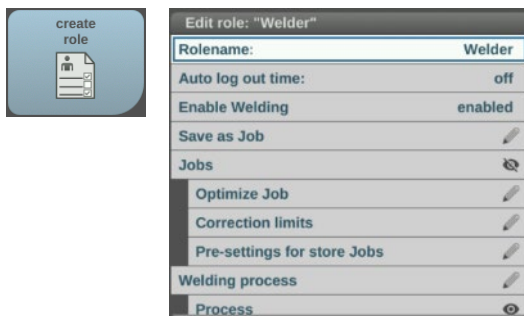 create
role
Edit role: "Welder"
Rolename: Welder
Auto log out time: off
Enable Welding enabled
Save as Job
Jobs
Optimize Job
Correction limits
Pre-settings for store Jobs
Welding process
Process